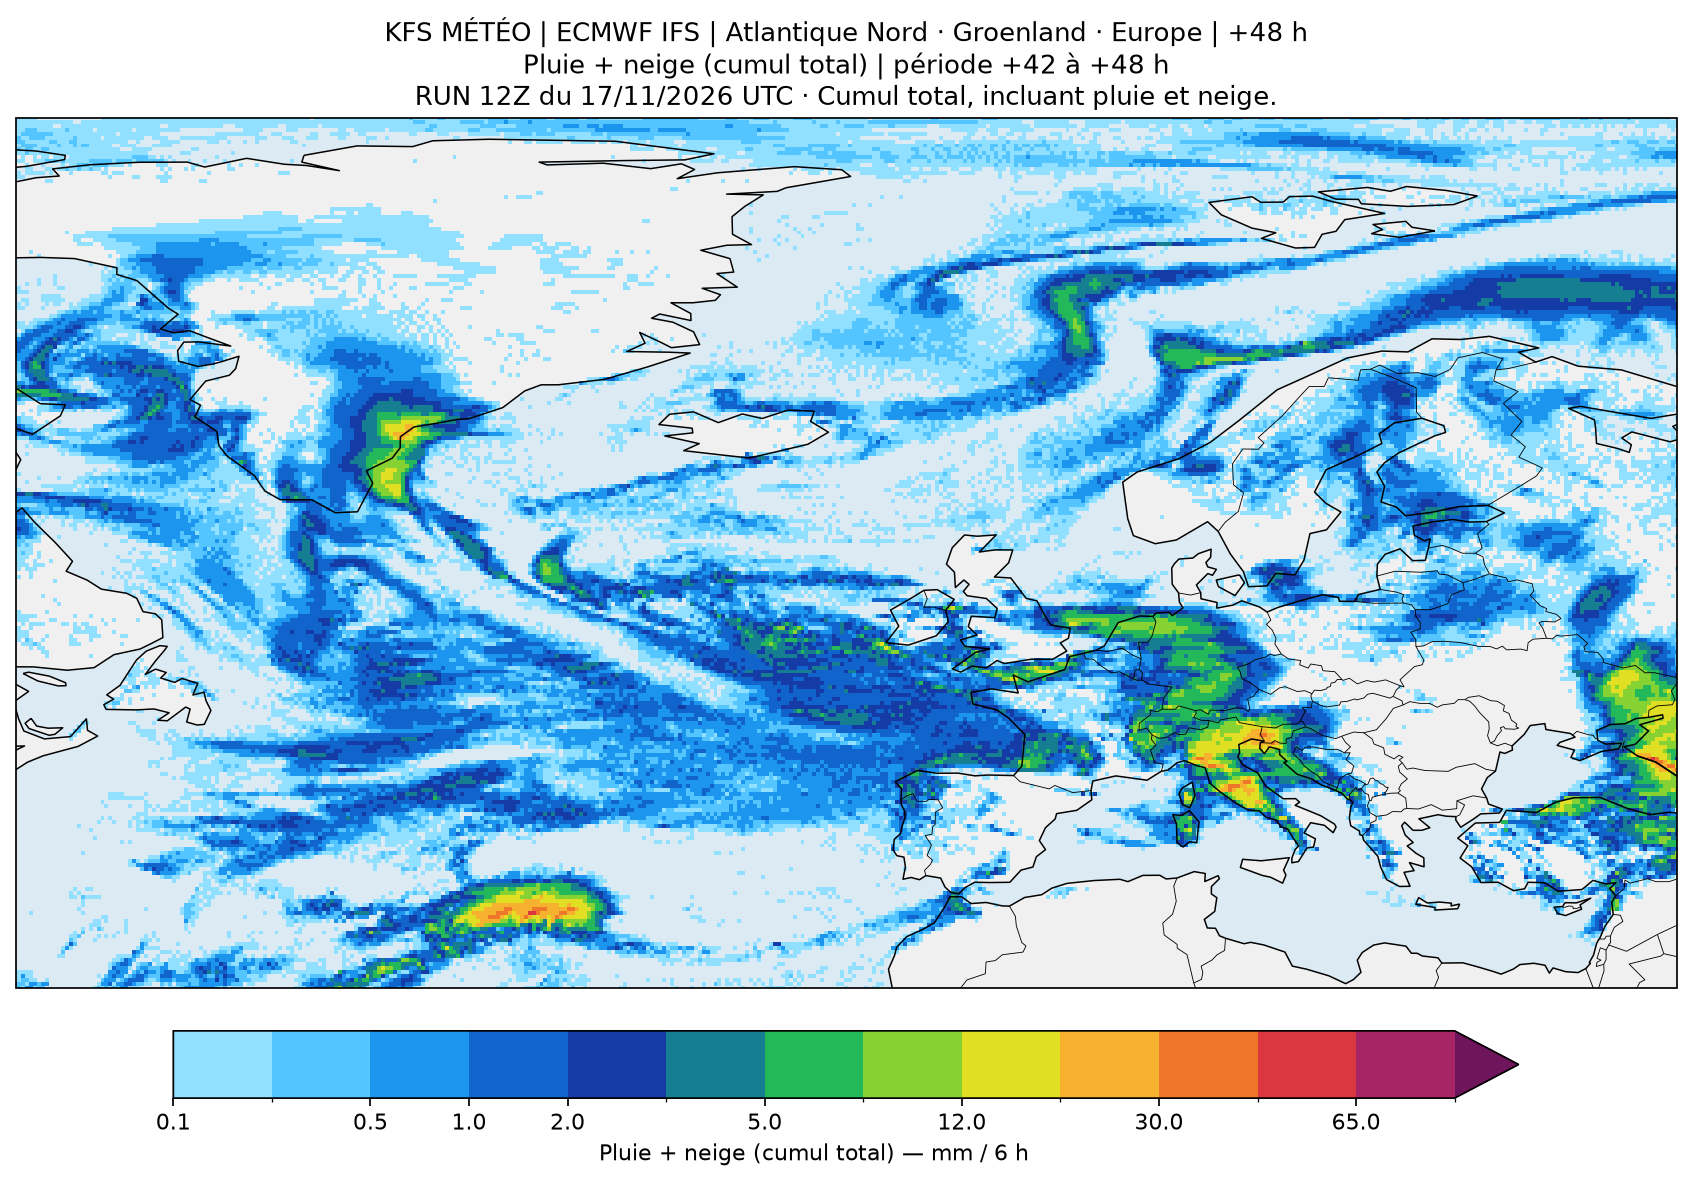 KFS MÉTÉO | ECMWF IFS | Atlantique Nord · Groenland · Europe | +48 h
Pluie + neige (cumul total) | période +42 à +48 h
RUN 12Z du 17/11/2026 UTC · Cumul total, incluant pluie et neige.
0.1 0.5 1.0 2.0 5.0 12.0 30.0 65.0
Pluie + neige (cumul total) — mm / 6 h